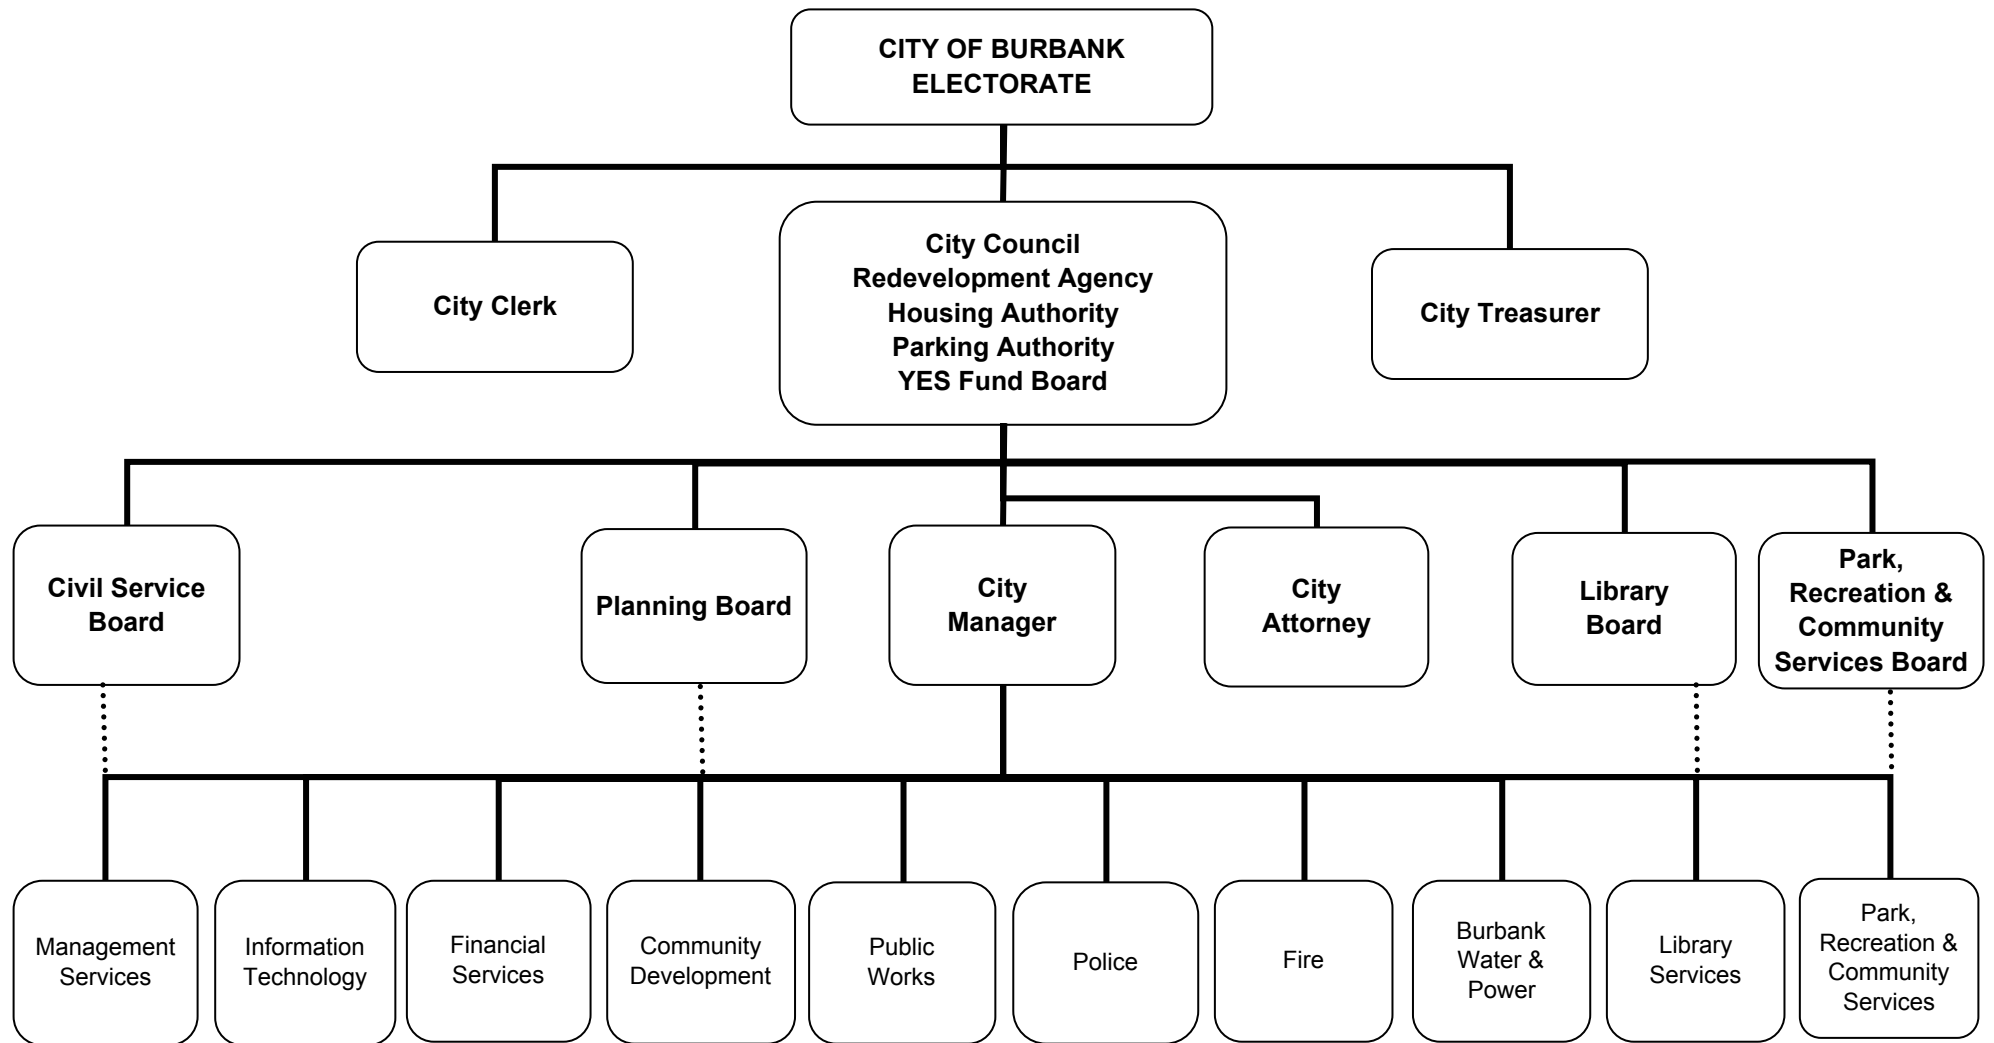 CITY OF BURBANK
ELECTORATE
City Clerk
City Council
Redevelopment Agency
Housing Authority
Parking Authority
YES Fund Board
City Treasurer
Civil Service
Board
Planning Board
City
Manager
City
Attorney
Library
Board
Park,
Recreation &
Community
Services Board
Management
Services
Information
Technology
Financial
Services
Community
Development
Public
Works
Police
Fire
Burbank
Water &
Power
Library
Services
Park,
Recreation &
Community
Services